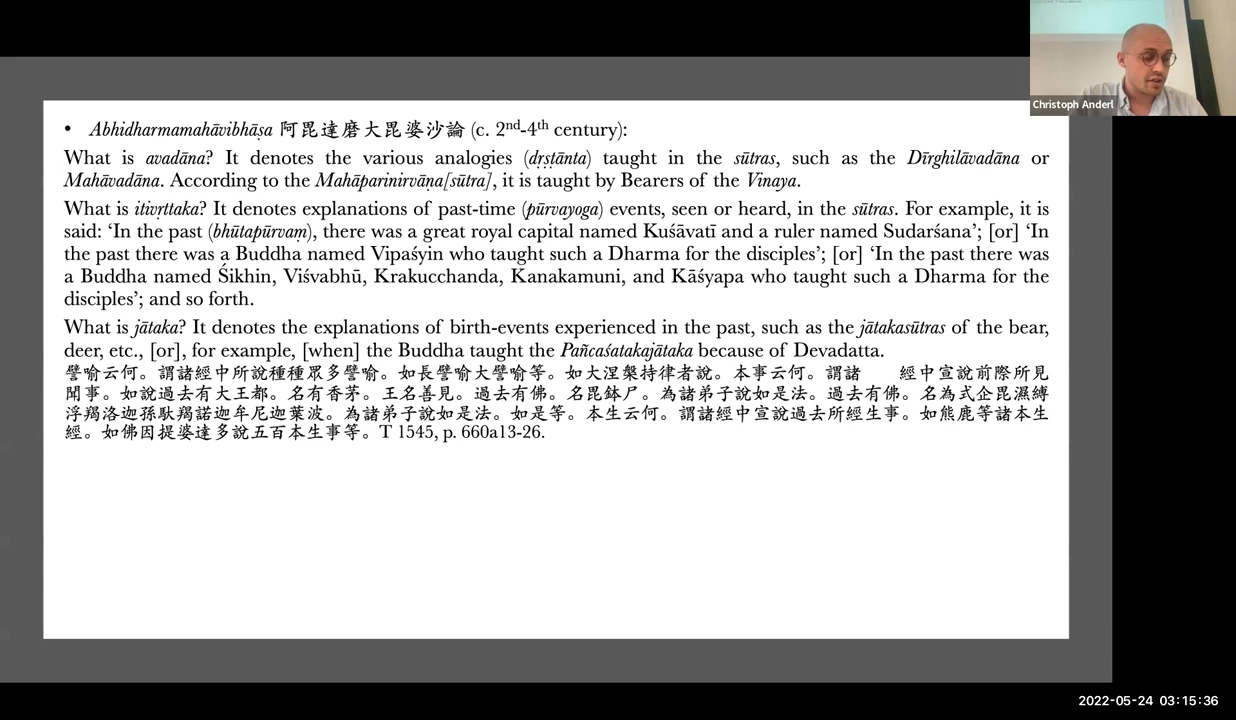 • Abhidharmamahāvibhāṣa 阿毘達磨大毘婆沙論 (c. 2nd-4th century):
What is avadāna? It denotes the various analogies (dṛṣṭānta) taught in the sūtras, such as the Dīrghilāvadāna or
Mahāvadāna. According to the Mahāparinirvāṇa[sūtra], it is taught by Bearers of the Vinaya.
What is itivṛttaka? It denotes explanations of past-time (pūrvayoga) events, seen or heard, in the sūtras. For example, it is
said: ‘In the past (bhūtapūrvaṃ), there was a great royal capital named Kuśāvatī and a ruler named Sudarśana’; [or] ‘In
the past there was a Buddha named Vipaśyin who taught such a Dharma for the disciples’; [or] ‘In the past there was
a Buddha named Śikhin, Viśvabhū, Krakucchanda, Kanakamuni, and Kāśyapa who taught such a Dharma for the
disciples’; and so forth.
What is jātaka? It denotes the explanations of birth-events experienced in the past, such as the jātakasūtras of the bear,
deer, etc., [or], for example, [when] the Buddha taught the Pañcaśatakajātaka because of Devadatta.
譬喻云何。謂諸經中所說種種眾多譬喻。如長譬喻大譬喻等。如大涅槃持律者說。本事云何。謂諸 經中宣說前際所見
聞事。如說過去有大王都。名有香茅。王名善見。過去有佛。名毘鉢尸。為諸弟子說如是法。過去有佛。名為式企毘濕縛
浮羯洛迦孫馱羯諾迦牟尼迦葉波。為諸弟子說如是法。如是等。本生云何。謂諸經中宣說過去所經生事。如熊鹿等諸本生
經。如佛因提婆達多說五百本生事等。T 1545, p. 660a13-26.
Christoph Anderl
2022-05-24 03:15:36